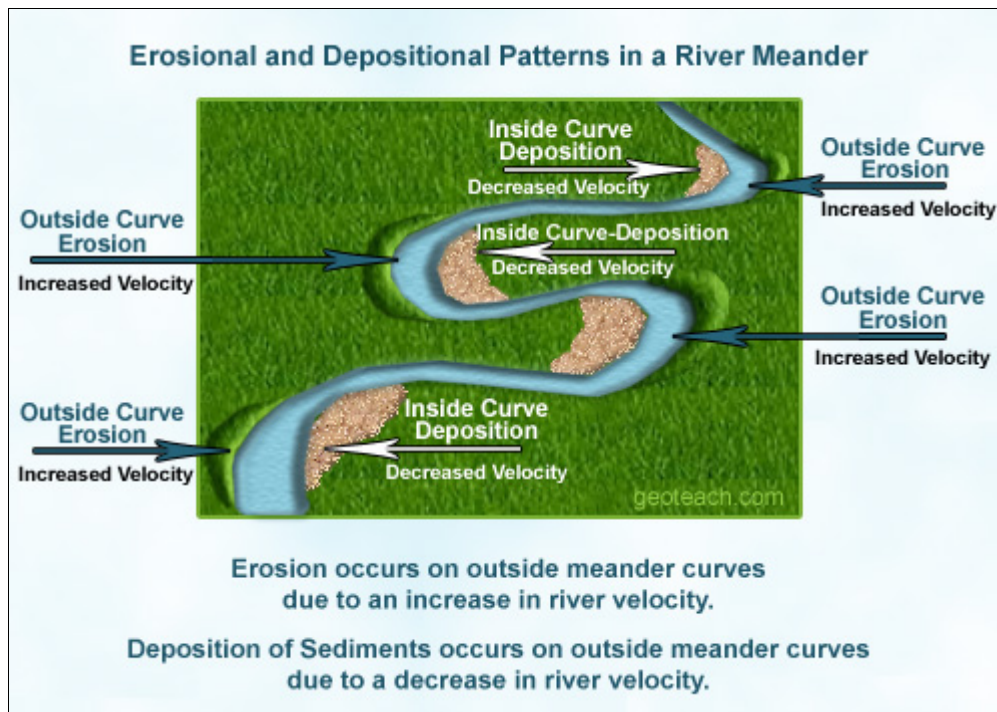 Erosional and Depositional Patterns in a River Meander
Inside Curve
Deposition
Decreased Velocity
Outside Curve
Erosion
Increased Velocity
Outside Curve
Erosion
Increased Velocity
Inside Curve-Deposition
Decreased Velocity
Outside Curve
Erosion
Increased Velocity
Outside Curve
Erosion
Increased Velocity
Inside Curve
Deposition
Decreased Velocity
geoteach.com
Erosion occurs on outside meander curves
due to an increase in river velocity.
Deposition of Sediments occurs on outside meander curves
due to a decrease in river velocity.